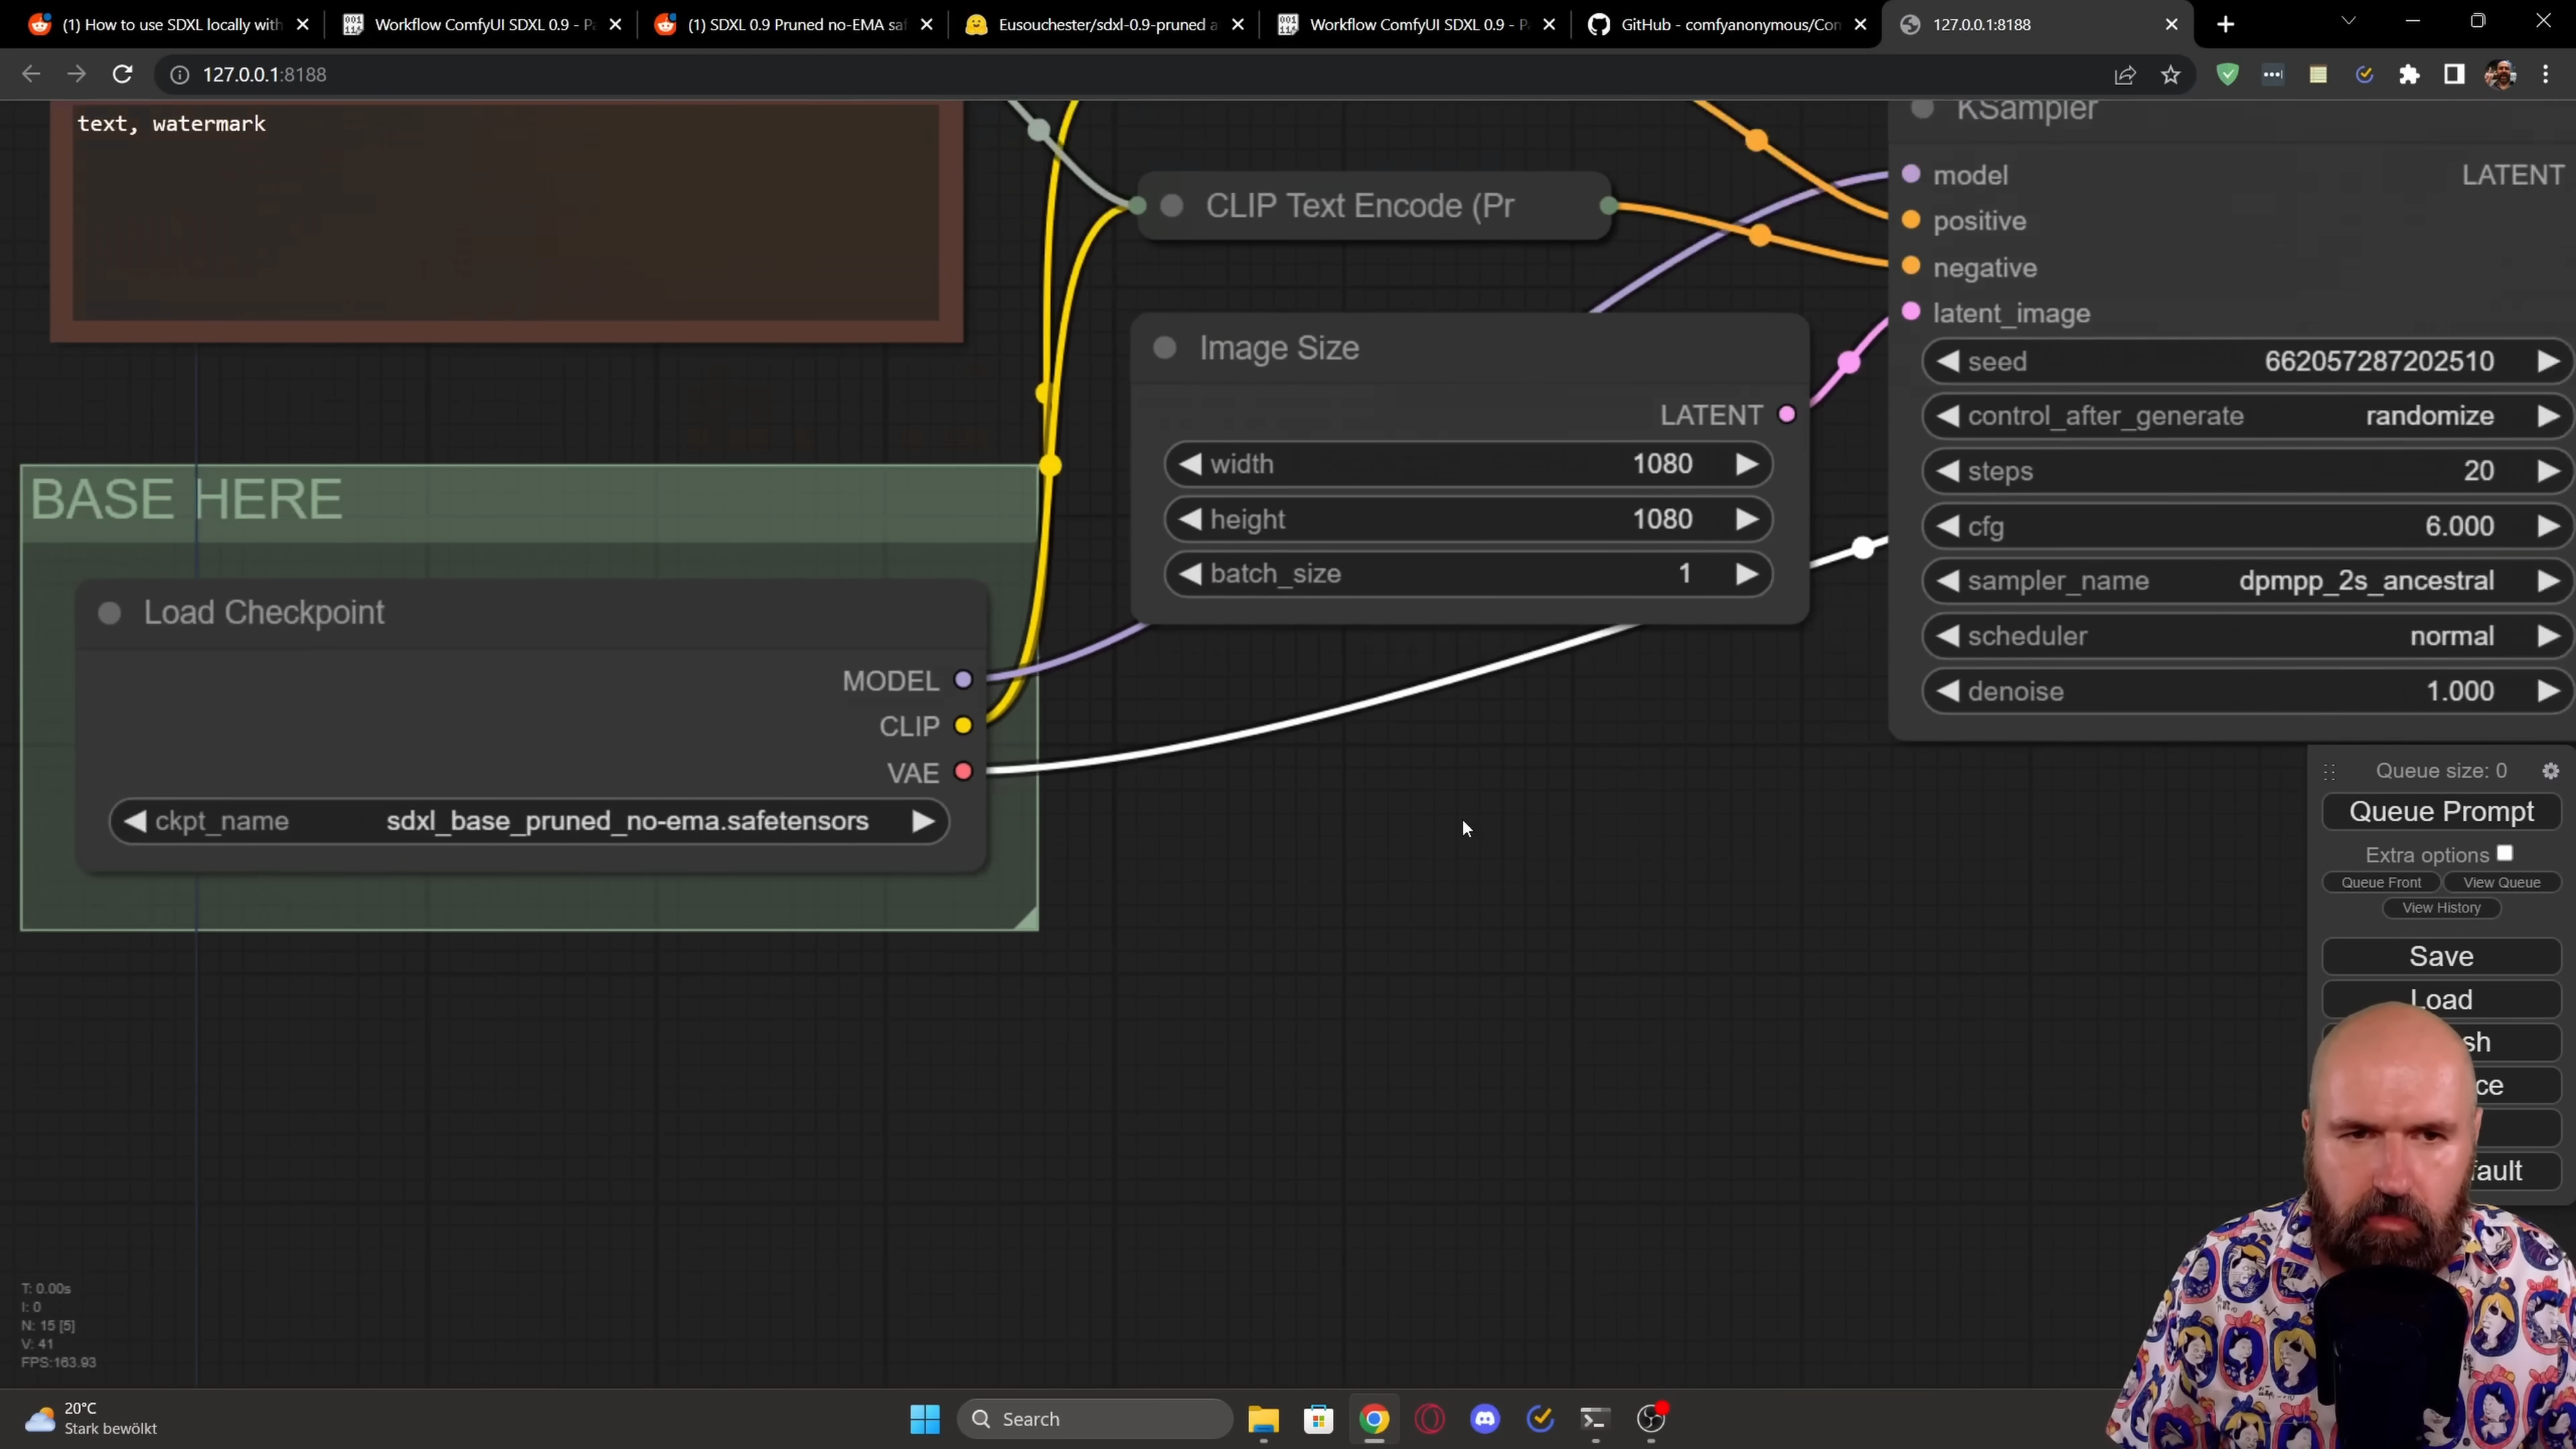 (1) How to use SDXL locally with
Workflow ComfyUI SDXL 0.9 - Pa
(1) SDXL 0.9 Pruned no-EMA saf
Eusouchester/sdxl-0.9-pruned a
Workflow ComfyUI SDXL 0.9 - P
GitHub - comfyanonymous/Con
127.0.0.1:8188
127.0.0.1:8188
text, watermark
CLIP Text Encode (Pr
KSampler
model
LATENT
positive
negative
latent_image
seed 662057287202510
control_after_generate randomize
steps 20
cfg 6.000
sampler_name dpmpp_2s_ancestral
scheduler normal
denoise 1.000
Image Size
LATENT
width 1080
height 1080
batch_size 1
BASE HERE
Load Checkpoint
MODEL
CLIP
VAE
ckpt_name sdxl_base_pruned_no-ema.safetensors
Queue size: 0
Queue Prompt
Extra options
Queue Front View Queue
View History
Save
Load
sh
ce
fault
T: 0.00s
I: 0
N: 15 [5]
V: 41
FPS:163.93
20°C
Stark bewölkt
Search